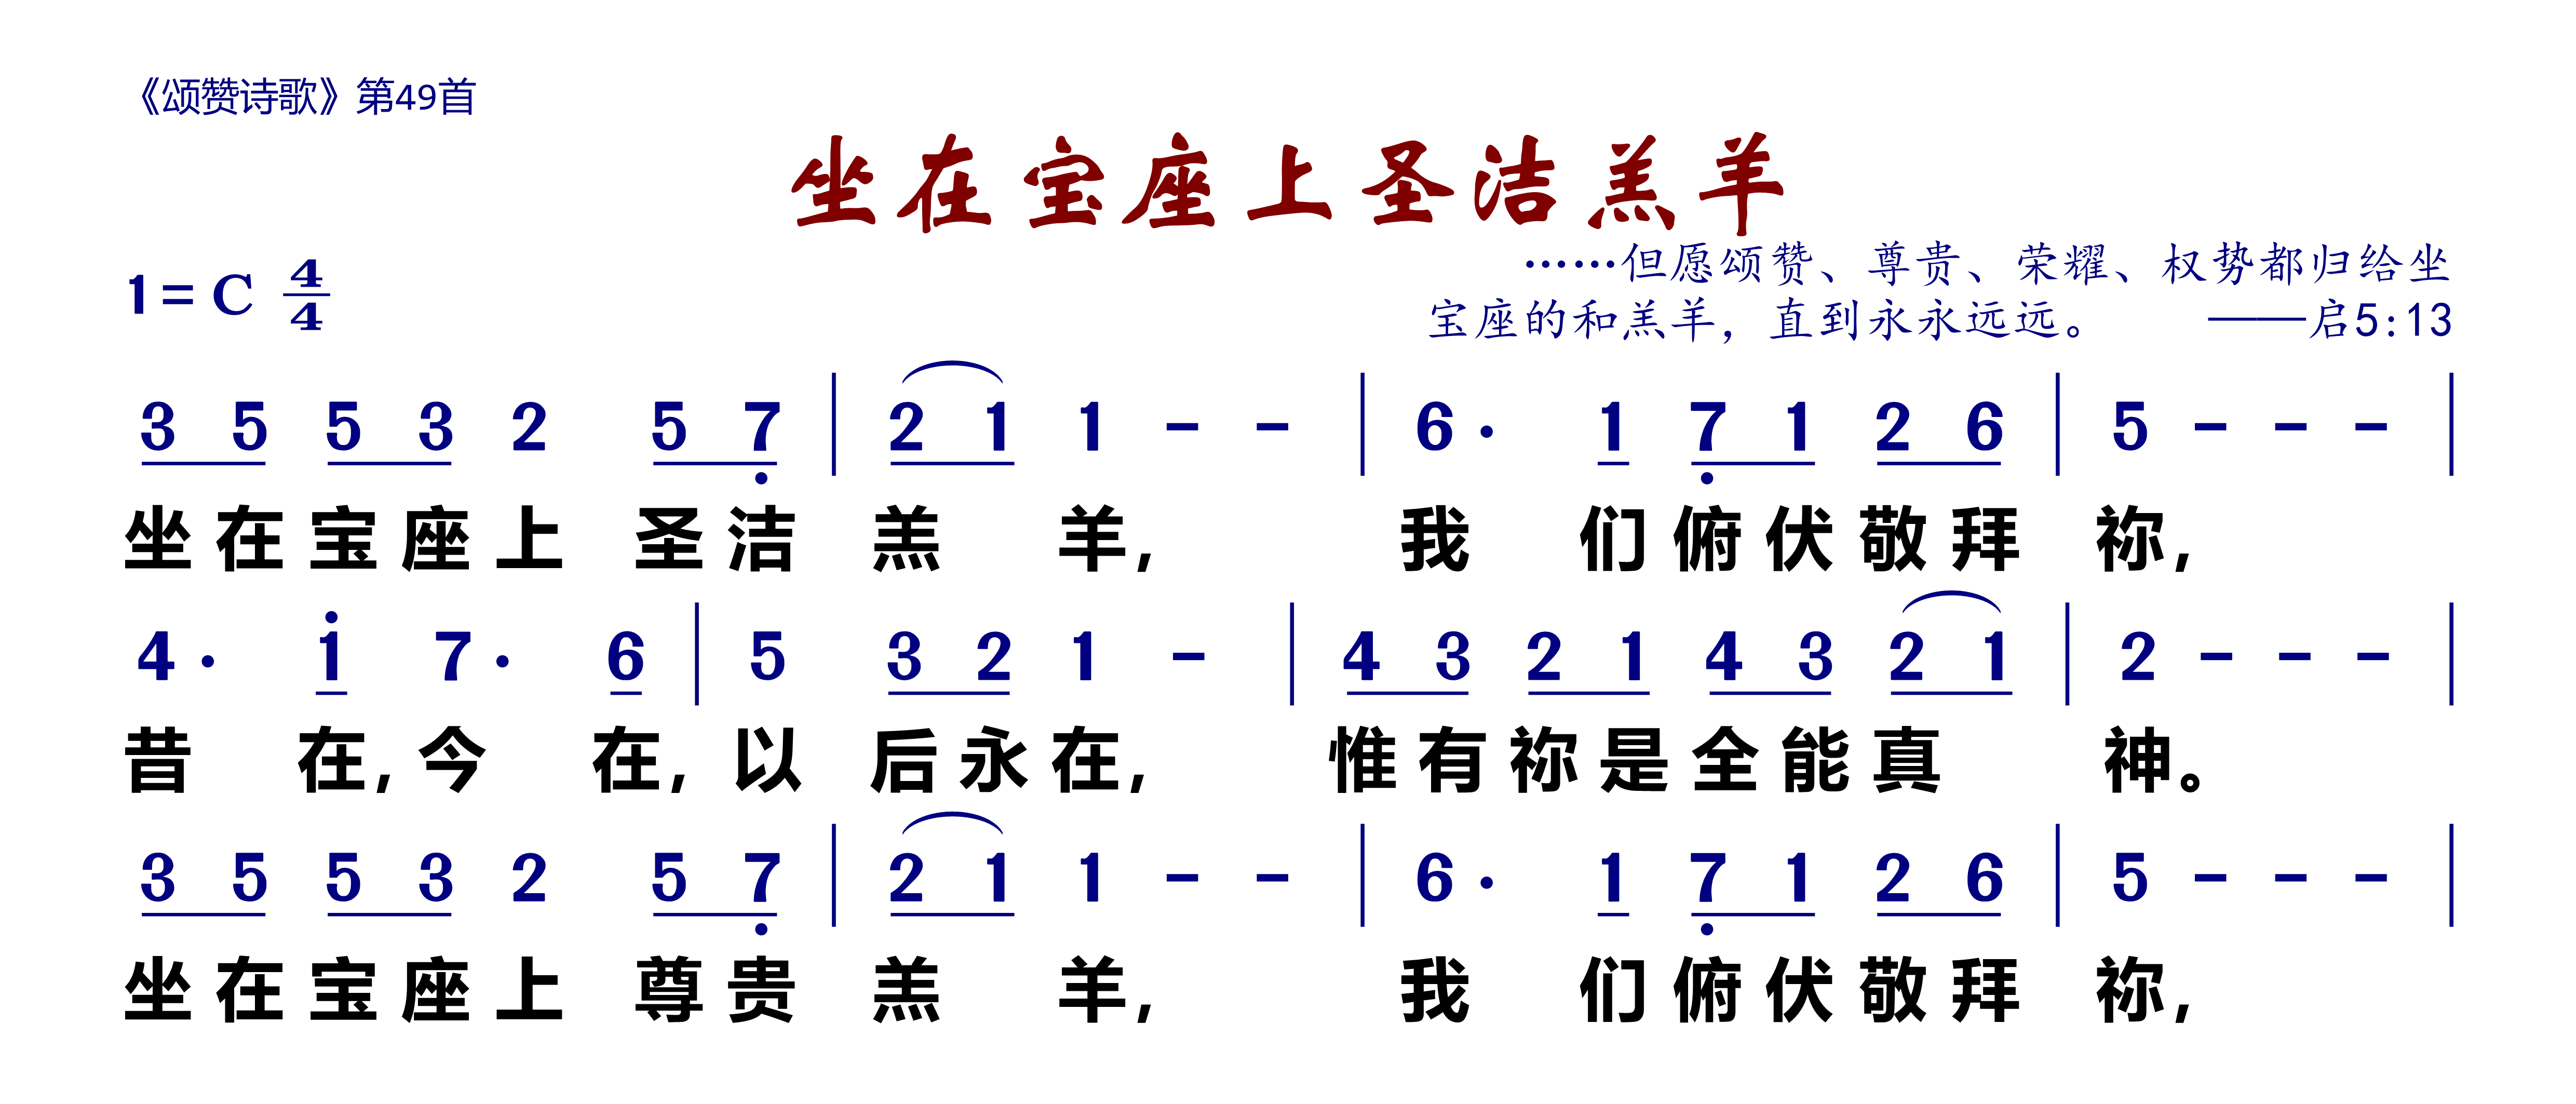 《颂赞诗歌》第49首
坐在宝座上圣洁羔羊
1= C 4/4
……但愿颂赞、尊贵、荣耀、权势都归给坐
宝座的和羔羊，直到永永远远。 ——启5:13
3 5 5 3 2 5 7̣ | 2 1 1 – – | 6 · 1 7̣ 1 2 6 | 5 – – – |
坐在宝座上 圣洁 羔 羊, 我 们俯伏敬拜 祢,
4 · 1̇ 7 · 6 | 5 3 2 1 – | 4 3 2 1 4 3 2 1 | 2 – – – |
昔 在,今 在,以 后永在, 惟有祢是全能真 神。
3 5 5 3 2 5 7̣ | 2 1 1 – – | 6 · 1 7̣ 1 2 6 | 5 – – – |
坐在宝座上 尊贵 羔 羊, 我 们俯伏敬拜 祢,